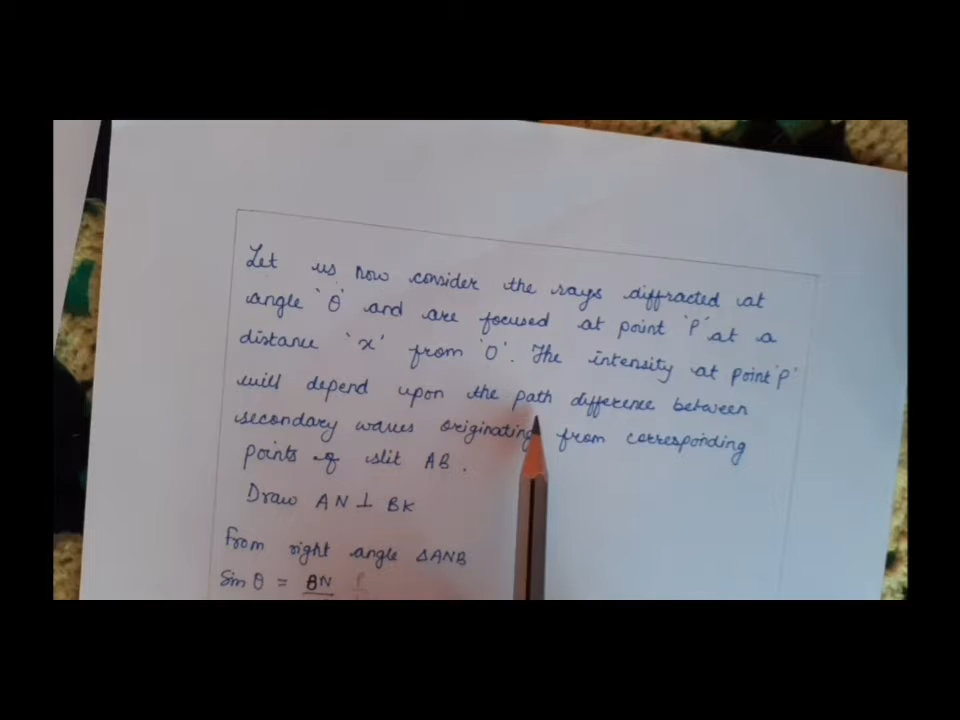 Let us now consider the rays diffracted at
angle 'θ' and are focused at point 'P' at a
distance 'x' from 'O'. The intensity at point 'P'
will depend upon the path difference between
secondary waves originating from corresponding
points of slit AB.
Draw AN ⊥ BK
From right angle ΔANB
Sin θ = BN P